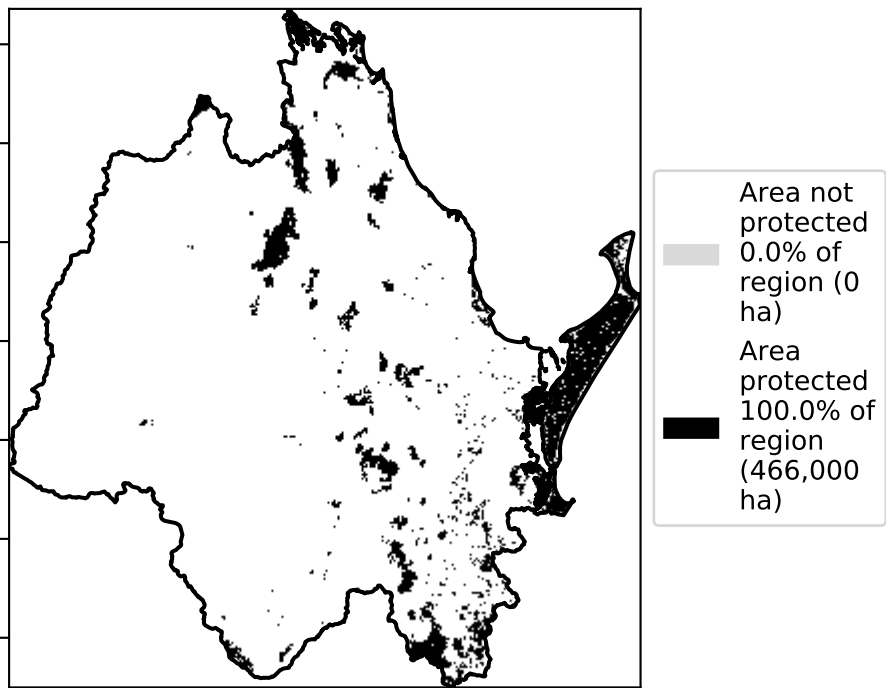 Area not
protected
0.0% of
region (0
ha)
Area
protected
100.0% of
region
(466,000
ha)